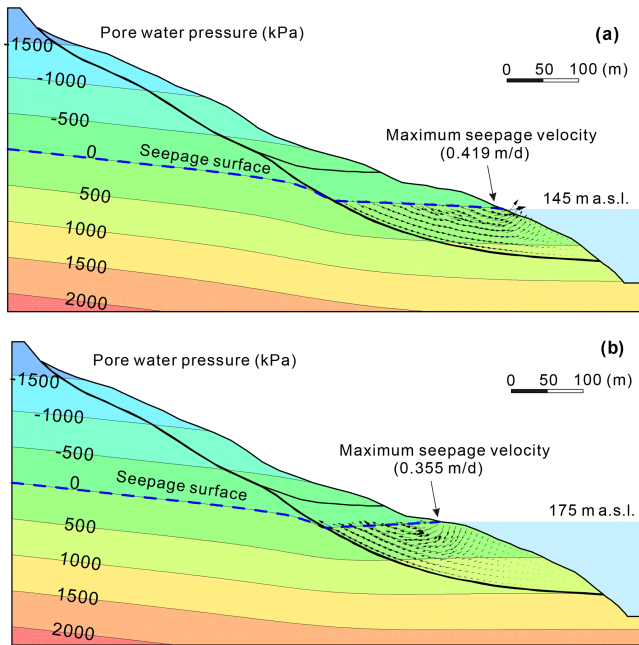 Pore water pressure (kPa)
(a)
-1500
0 50 100 (m)
-1000
-500
Maximum seepage velocity
(0.419 m/d)
0
Seepage surface
145 m a.s.l.
500
1000
1500
2000
(b)
Pore water pressure (kPa)
-1500
0 50 100 (m)
-1000
-500
Maximum seepage velocity
(0.355 m/d)
0
Seepage surface
175 m a.s.l.
500
1000
1500
2000